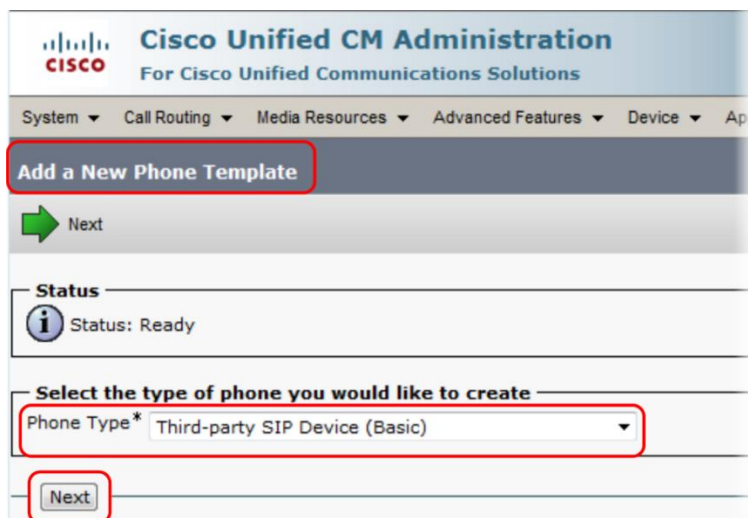 Cisco Unified CM Administration
CISCO
For Cisco Unified Communications Solutions
System Call Routing Media Resources Advanced Features Device Ap
Add a New Phone Template
Next
Status
i Status: Ready
Select the type of phone you would like to create
Phone Type* Third-party SIP Device (Basic)
Next